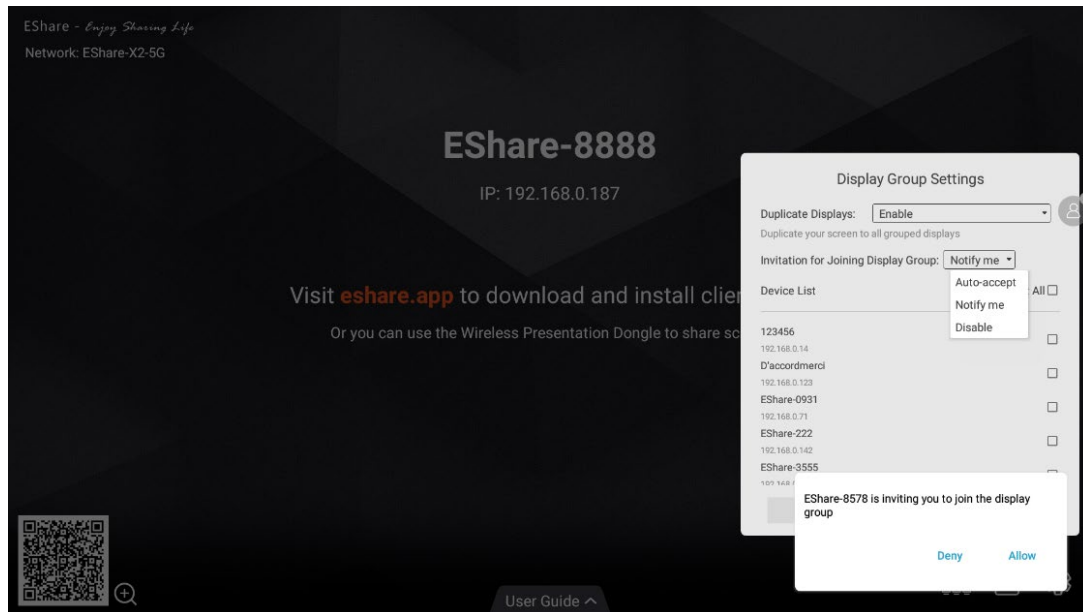 EShare - Enjoy Sharing Life
Network: EShare-X2-5G
EShare-8888
IP: 192.168.0.187
Visit eshare.app to download and install
Or you can use the Wireless Presentation Dongle to share
Display Group Settings
Duplicate Displays: Enable
Duplicate your screen to all grouped displays
Invitation for Joining Display Group: Notify me
Auto-accept
Notify me
Disable
Device List All
123456
192.168.0.14
D'accordmerci
192.168.0.123
EShare-0931
192.168.0.71
EShare-222
192.168.0.142
EShare-3555
EShare-8578 is inviting you to join the display
group
Deny Allow
User Guide